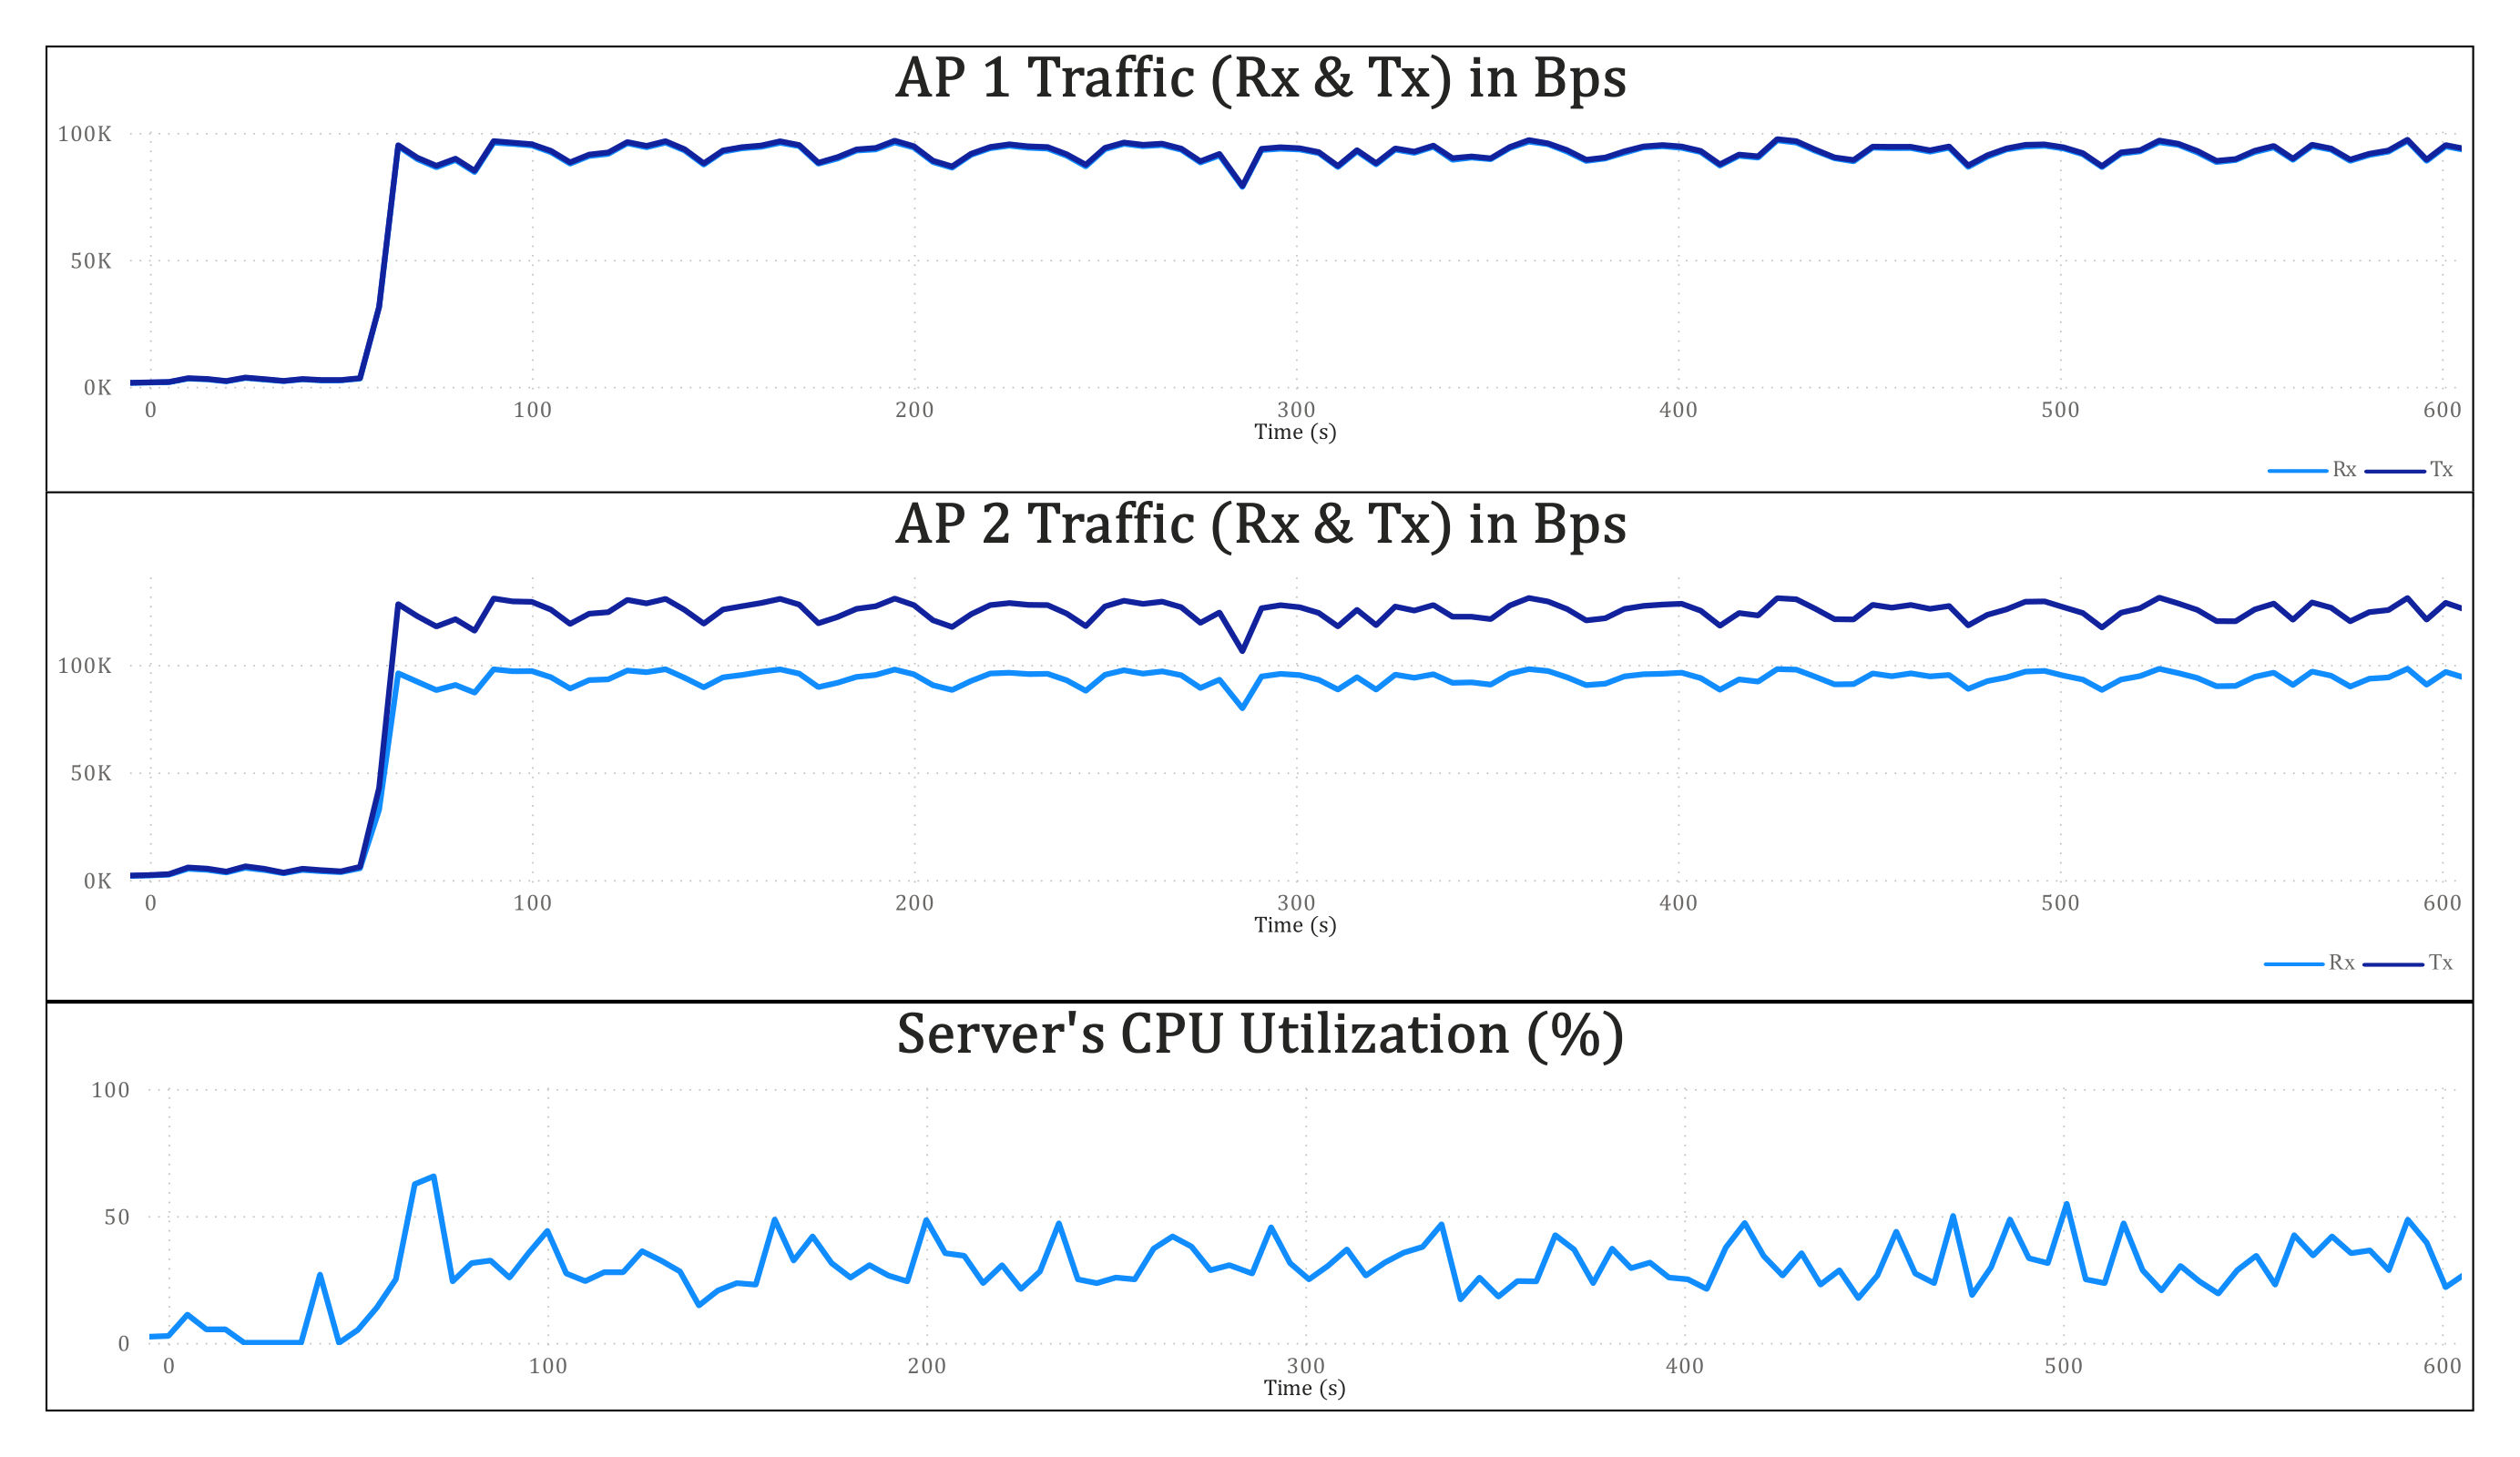 AP 1 Traffic (Rx & Tx) in Bps
100K
50K
0K
0 100 200 300 400 500 600
Time (s)
Rx Tx
AP 2 Traffic (Rx & Tx) in Bps
100K
50K
0K
0 100 200 300 400 500 600
Time (s)
Rx Tx
Server's CPU Utilization (%)
100
50
0
0 100 200 300 400 500 600
Time (s)